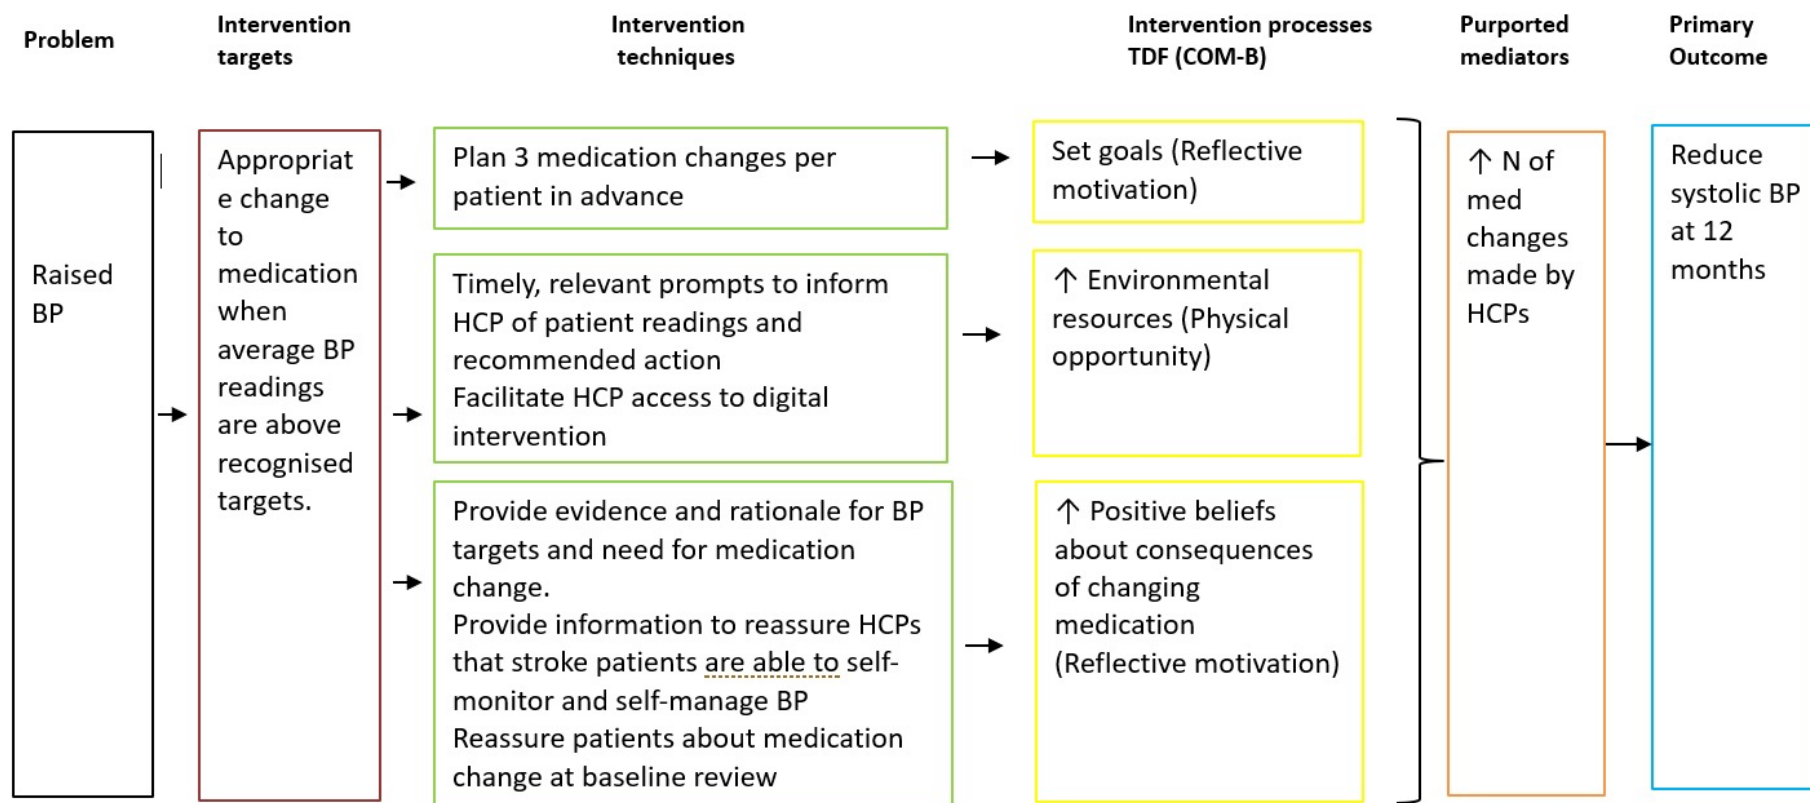 Problem
Intervention
targets
Intervention
techniques
Intervention processes
TDF (COM-B)
Purported
mediators
Primary
Outcome
Raised
BP
Appropriat
e change
to
medication
when
average BP
readings
are above
recognised
targets.
Plan 3 medication changes per
patient in advance
Timely, relevant prompts to inform
HCP of patient readings and
recommended action
Facilitate HCP access to digital
intervention
Provide evidence and rationale for BP
targets and need for medication
change.
Provide information to reassure HCPs
that stroke patients are able to self-
monitor and self-manage BP
Reassure patients about medication
change at baseline review
Set goals (Reflective
motivation)
↑ Environmental
resources (Physical
opportunity)
↑ Positive beliefs
about consequences
of changing
medication
(Reflective motivation)
↑ N of
med
changes
made by
HCPs
Reduce
systolic BP
at 12
months